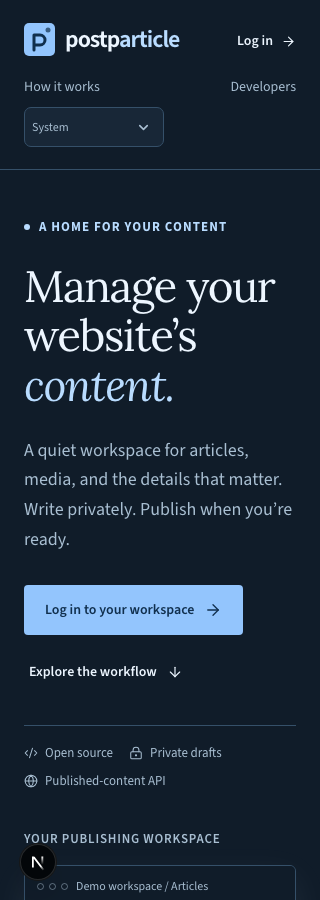 postparticle
Log in
How it works
Developers
System
A HOME FOR YOUR CONTENT
Manage your
website’s
content.
A quiet workspace for articles,
media, and the details that matter.
Write privately. Publish when you’re
ready.
Log in to your workspace
Explore the workflow
Open source
Private drafts
Published-content API
YOUR PUBLISHING WORKSPACE
N
Demo workspace / Articles